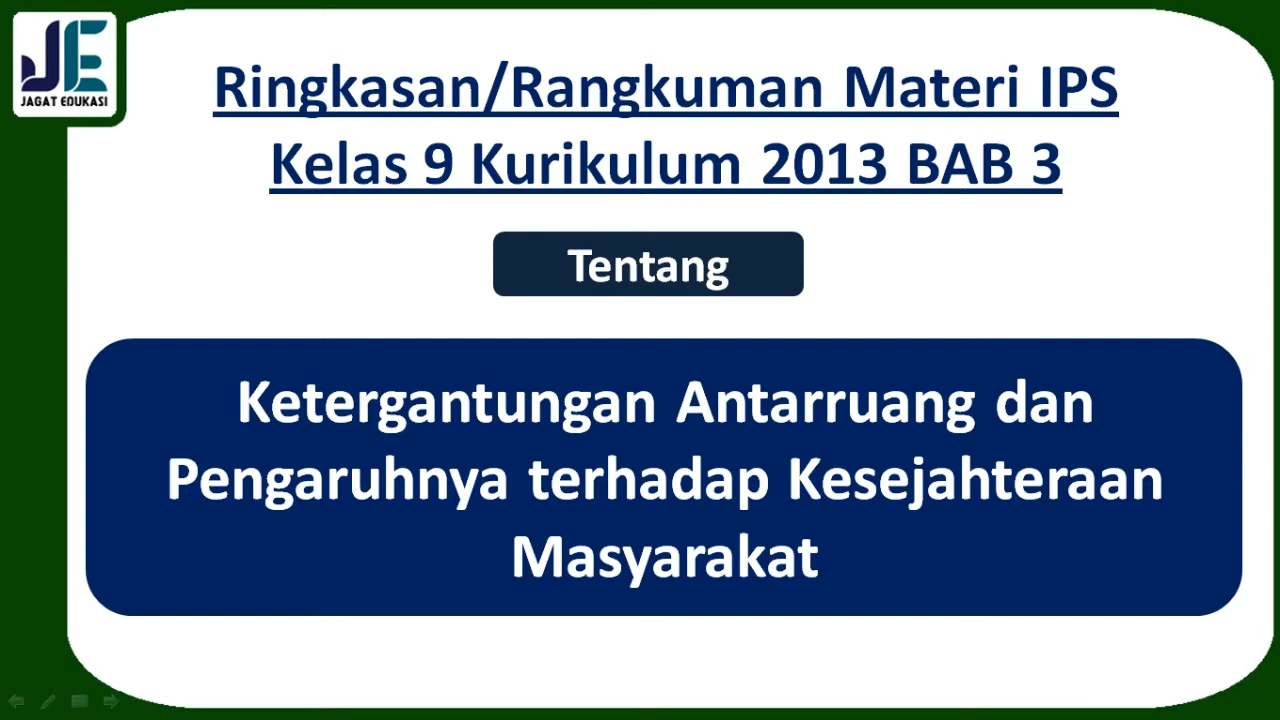 JE
JAGAT EDUKASI
Ringkasan/Rangkuman Materi IPS
Kelas 9 Kurikulum 2013 BAB 3
Tentang
Ketergantungan Antarruang dan
Pengaruhnya terhadap Kesejahteraan
Masyarakat